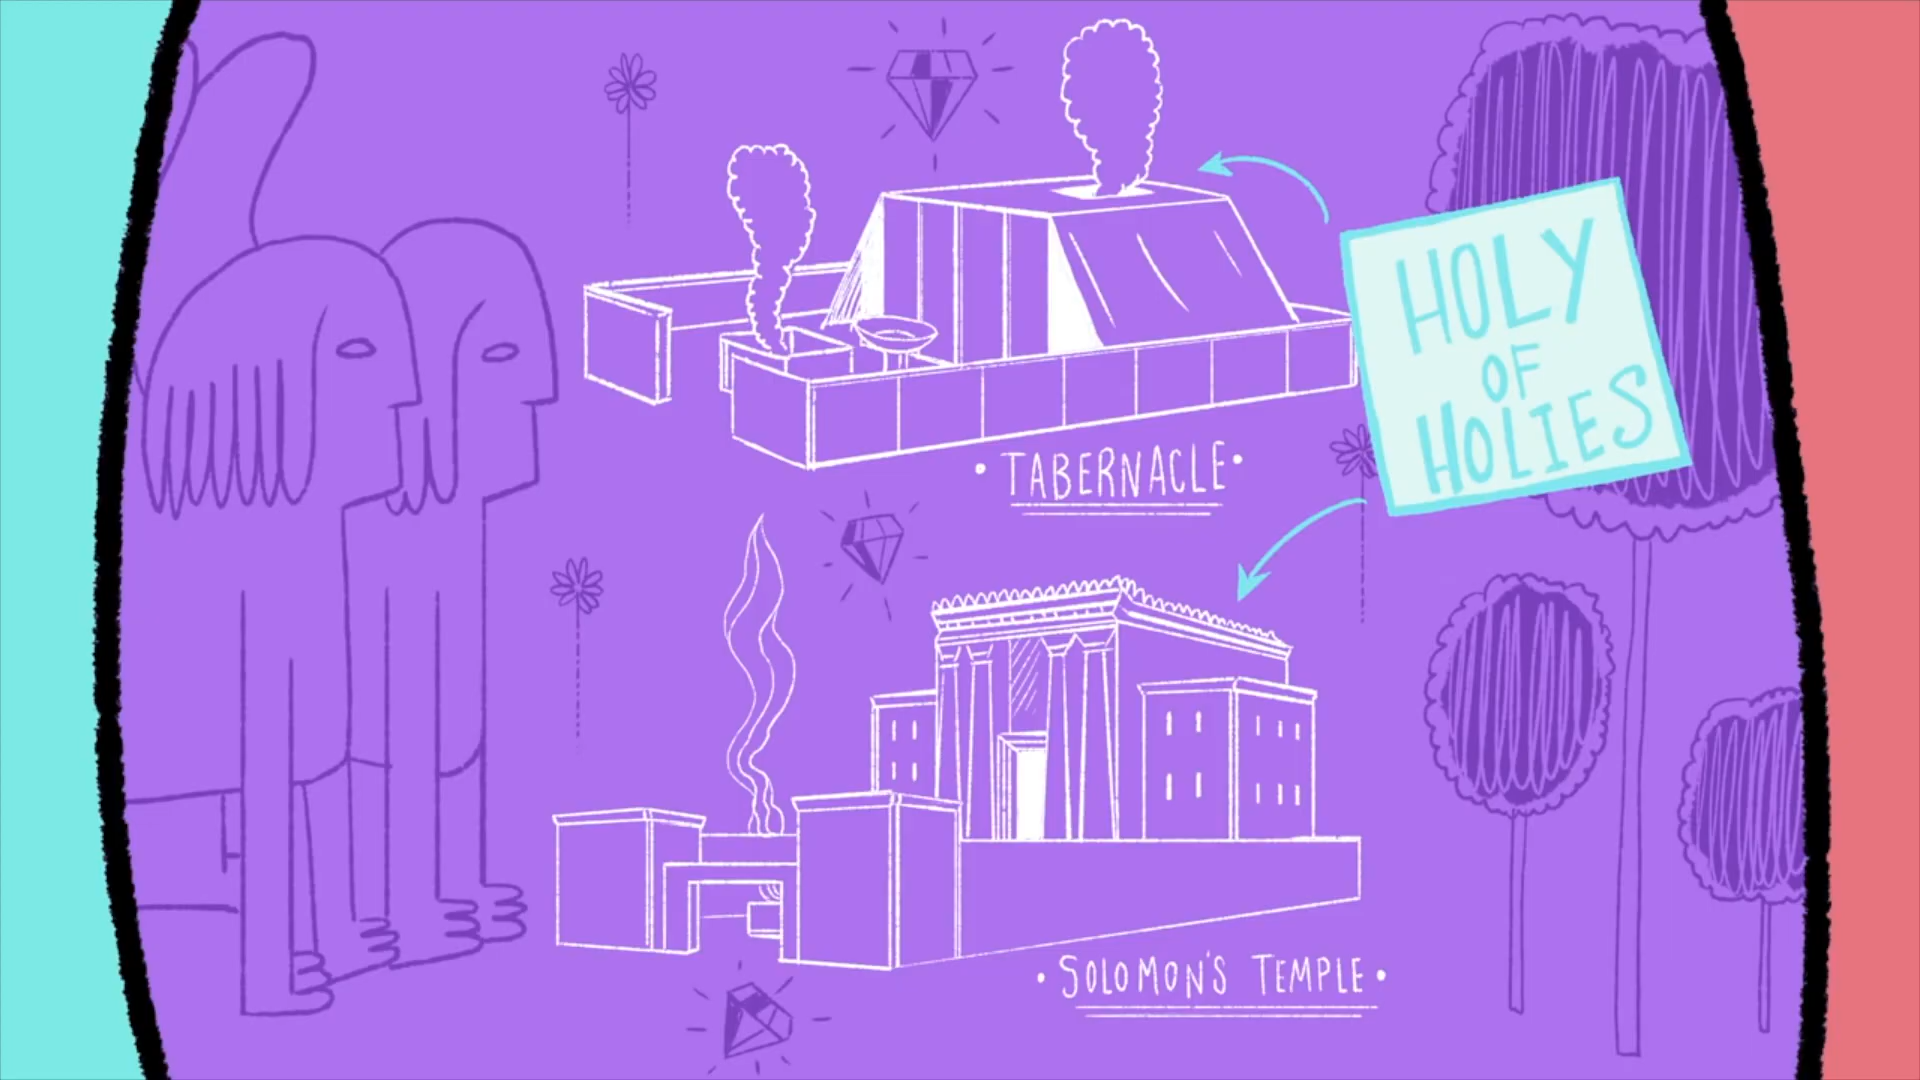 HOLY
OF
HOLIES
• TABERNACLE •
• SOLOMON'S TEMPLE •